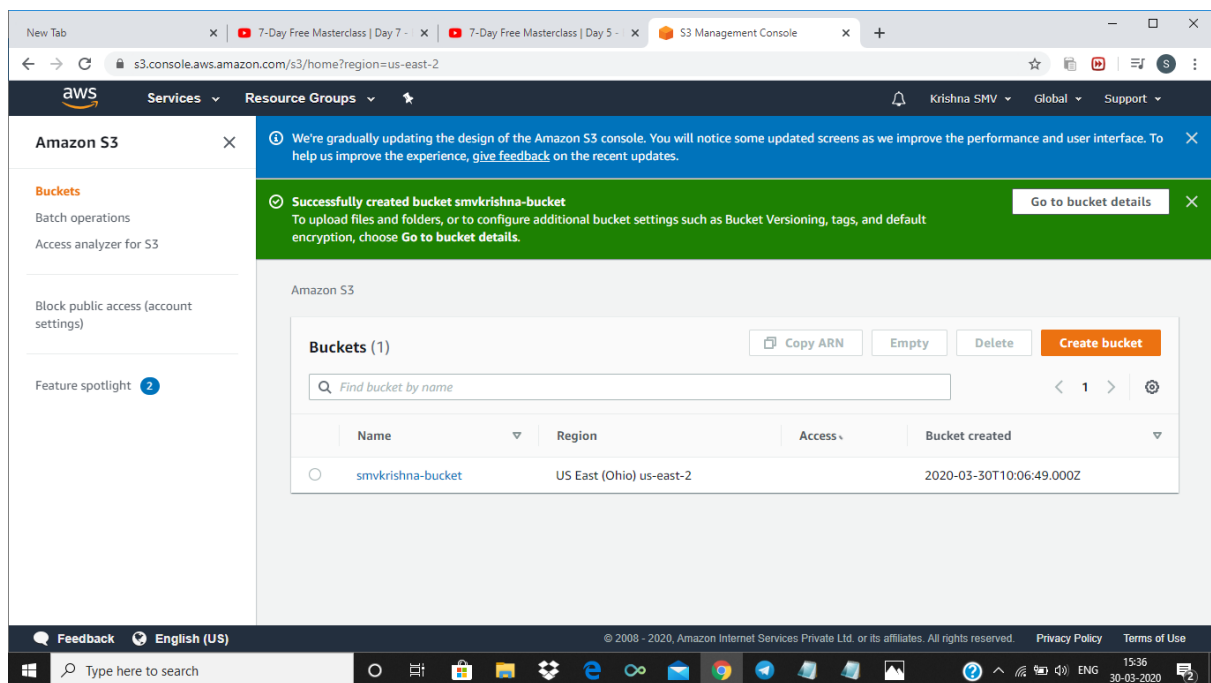 New Tab
7-Day Free Masterclass | Day 7 -
7-Day Free Masterclass | Day 5 -
S3 Management Console
s3.console.aws.amazon.com/s3/home?region=us-east-2
S
aws
Services
Resource Groups
Krishna SMV
Global
Support
Amazon S3
Buckets
Batch operations
Access analyzer for S3
Block public access (account
settings)
Feature spotlight 2
We're gradually updating the design of the Amazon S3 console. You will notice some updated screens as we improve the performance and user interface. To
help us improve the experience, give feedback on the recent updates.
Successfully created bucket smvkrishna-bucket
To upload files and folders, or to configure additional bucket settings such as Bucket Versioning, tags, and default
encryption, choose Go to bucket details.
Go to bucket details
Amazon S3
Buckets (1)
Copy ARN
Empty
Delete
Create bucket
Find bucket by name
1
Name
Region
Access
Bucket created
smvkrishna-bucket
US East (Ohio) us-east-2
2020-03-30T10:06:49.000Z
Feedback
English (US)
© 2008 - 2020, Amazon Internet Services Private Ltd. or its affiliates. All rights reserved.
Privacy Policy
Terms of Use
Type here to search
ENG
15:36
30-03-2020
2